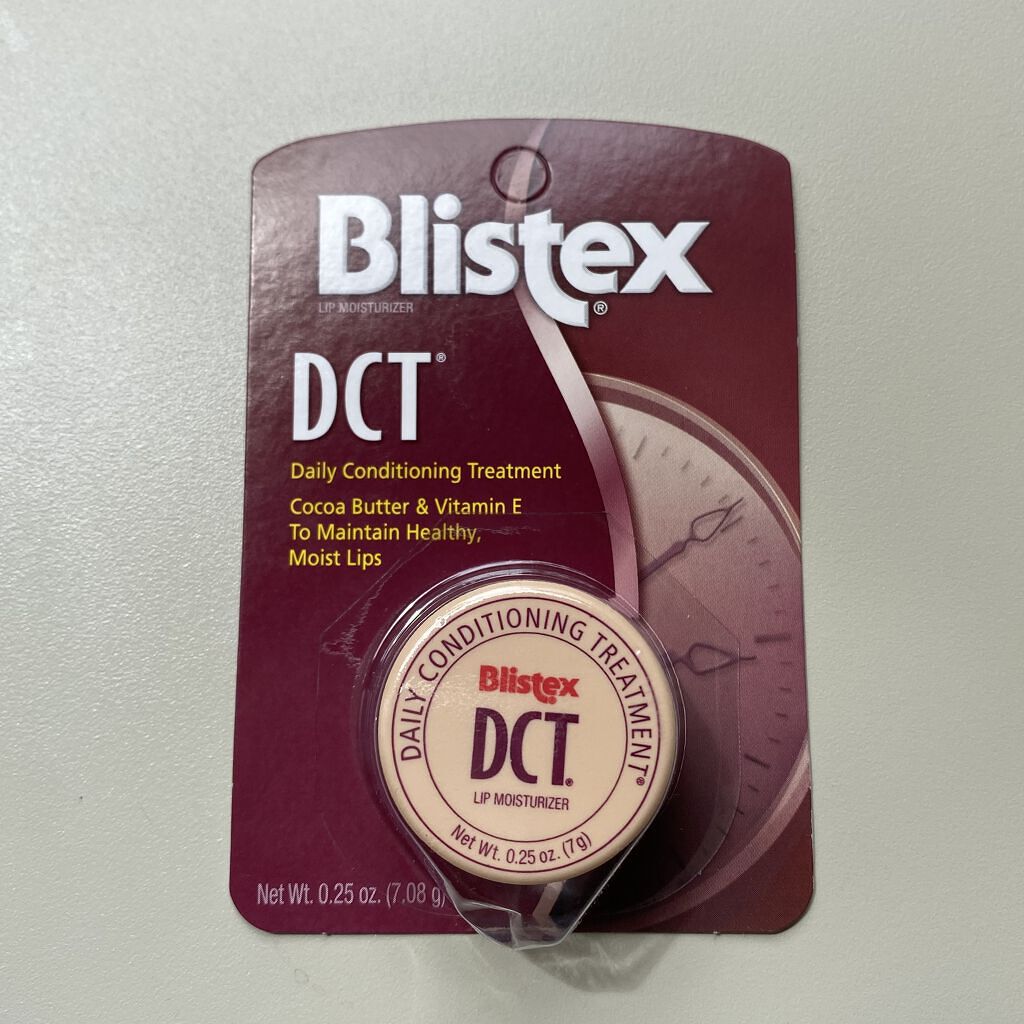 Blistex®
LIP MOISTURIZER
DCT®
Daily Conditioning Treatment
Cocoa Butter & Vitamin E
To Maintain Healthy,
Moist Lips
DAILY CONDITIONING TREATMENT®
Blistex
DCT®
LIP MOISTURIZER
Net Wt. 0.25 oz. (7g)
Net Wt. 0.25 oz. (7.08 g)